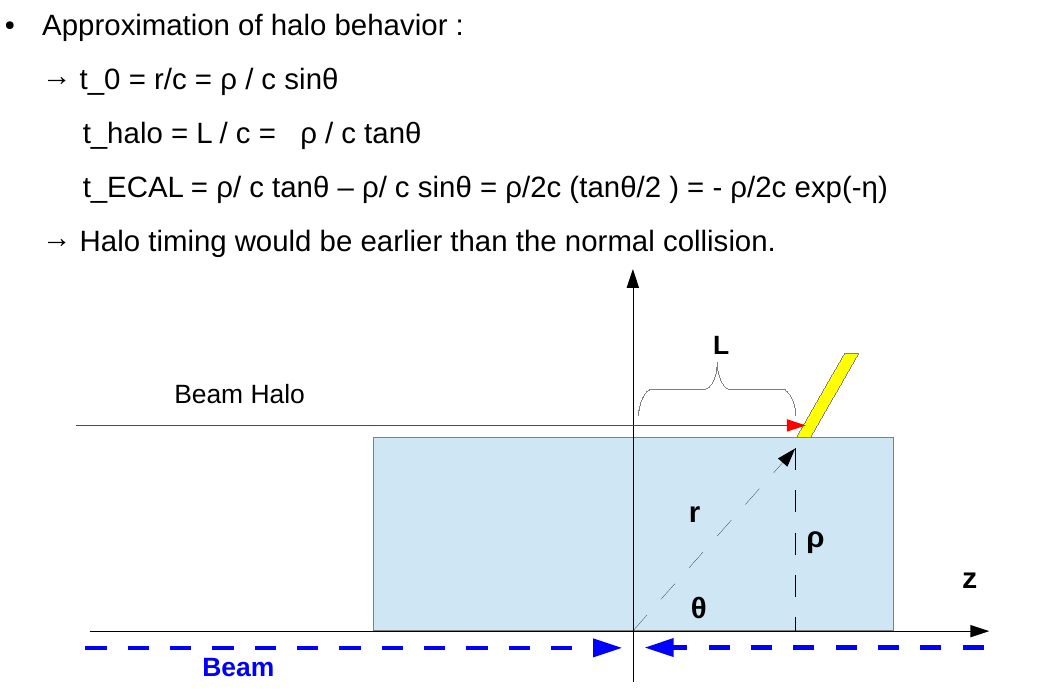 • Approximation of halo behavior :
→ t_0 = r/c = ρ / c sinθ
t_halo = L / c = ρ / c tanθ
t_ECAL = ρ/ c tanθ – ρ/ c sinθ = ρ/2c (tanθ/2 ) = - ρ/2c exp(-η)
→ Halo timing would be earlier than the normal collision.
L
Beam Halo
r
ρ
z
θ
Beam